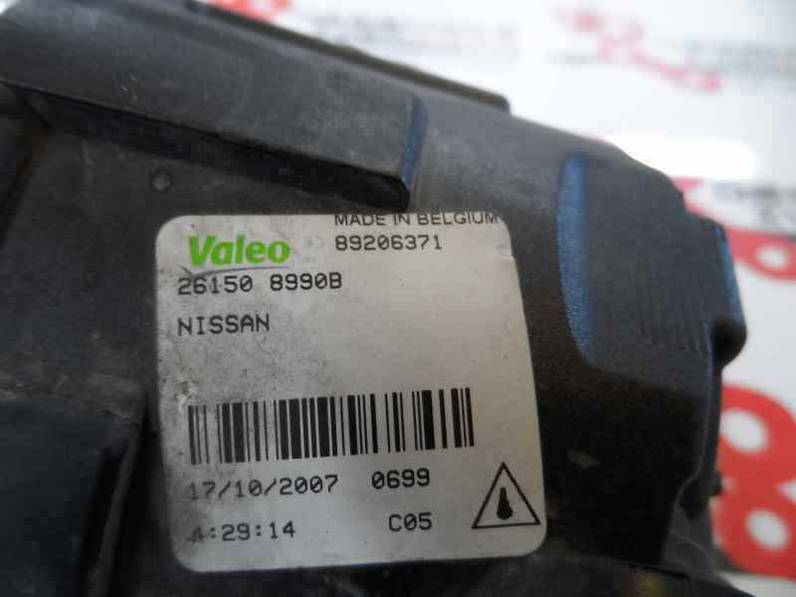 MADE IN BELGIUM
Valeo 89206371
26150 8990B
NISSAN
17/10/2007 0699
4:29:14 C05